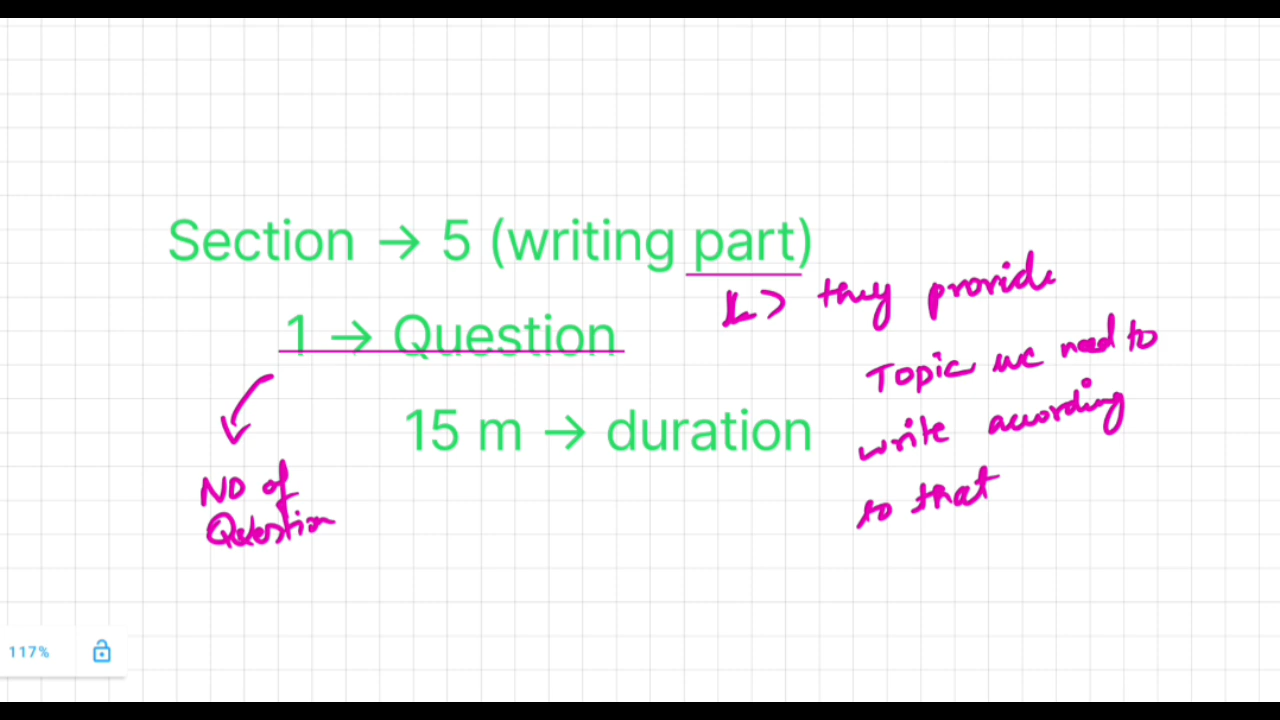 Section → 5 (writing part)
↳ they provide
1 → Question
Topic we need to
15 m → duration
write according
to that
NO of
Question
117%